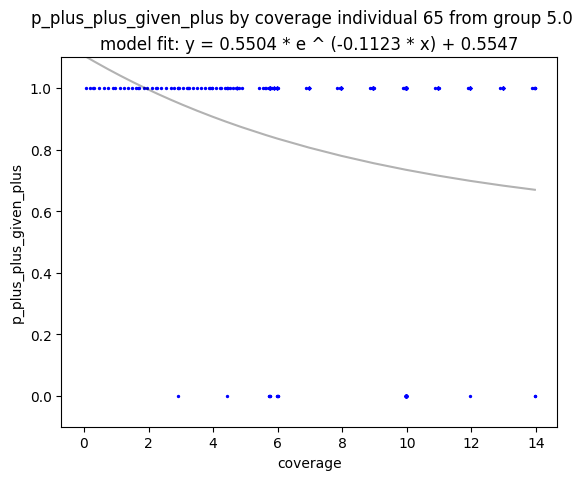 p_plus_plus_given_plus by coverage individual 65 from group 5.0
model fit: y = 0.5504 * e ^ (-0.1123 * x) + 0.5547
1.0
0.8
0.6
0.4
0.2
0.0
p_plus_plus_given_plus
0 2 4 6 8 10 12 14
coverage